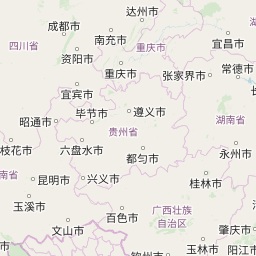 达州市
成都市
南充市
宜昌市
四川省
重庆市
资阳市
常德市
重庆市
张家界市
宜宾市
毕节市
遵义市
昭通市
湖南省
贵州省
枝花市
六盘水市
都匀市
永州市
南省
昆明市
兴义市
桂林市
玉溪市
百色市
广西壮族
自治区
肇庆市
文山市
钦州市
玉林市
阳江市